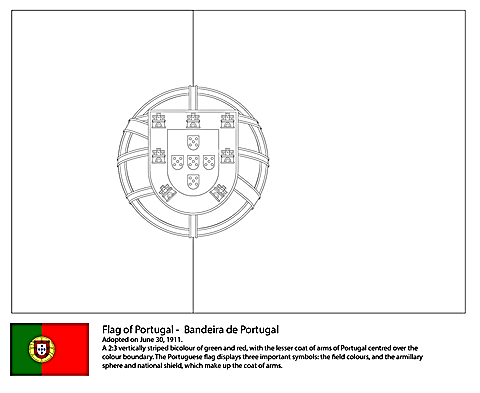 Flag of Portugal - Bandeira de Portugal
Adopted on June 30, 1911.
A 2:3 vertically striped bicolour of green and red, with the lesser coat of arms of Portugal centred over the
colour boundary. The Portuguese flag displays three important symbols: the field colours, and the armillary
sphere and national shield, which make up the coat of arms.